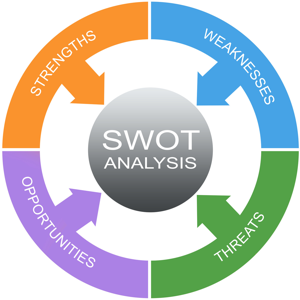 STRENGTHS
WEAKNESSES
SWOT
ANALYSIS
OPPORTUNITIES
THREATS